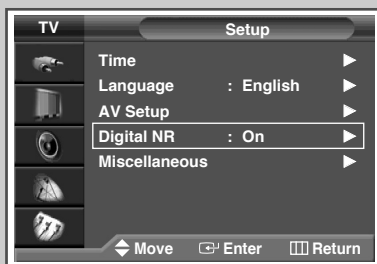 TV Setup
Time
Language : English
AV Setup
Digital NR : On
Miscellaneous
Move Enter Return